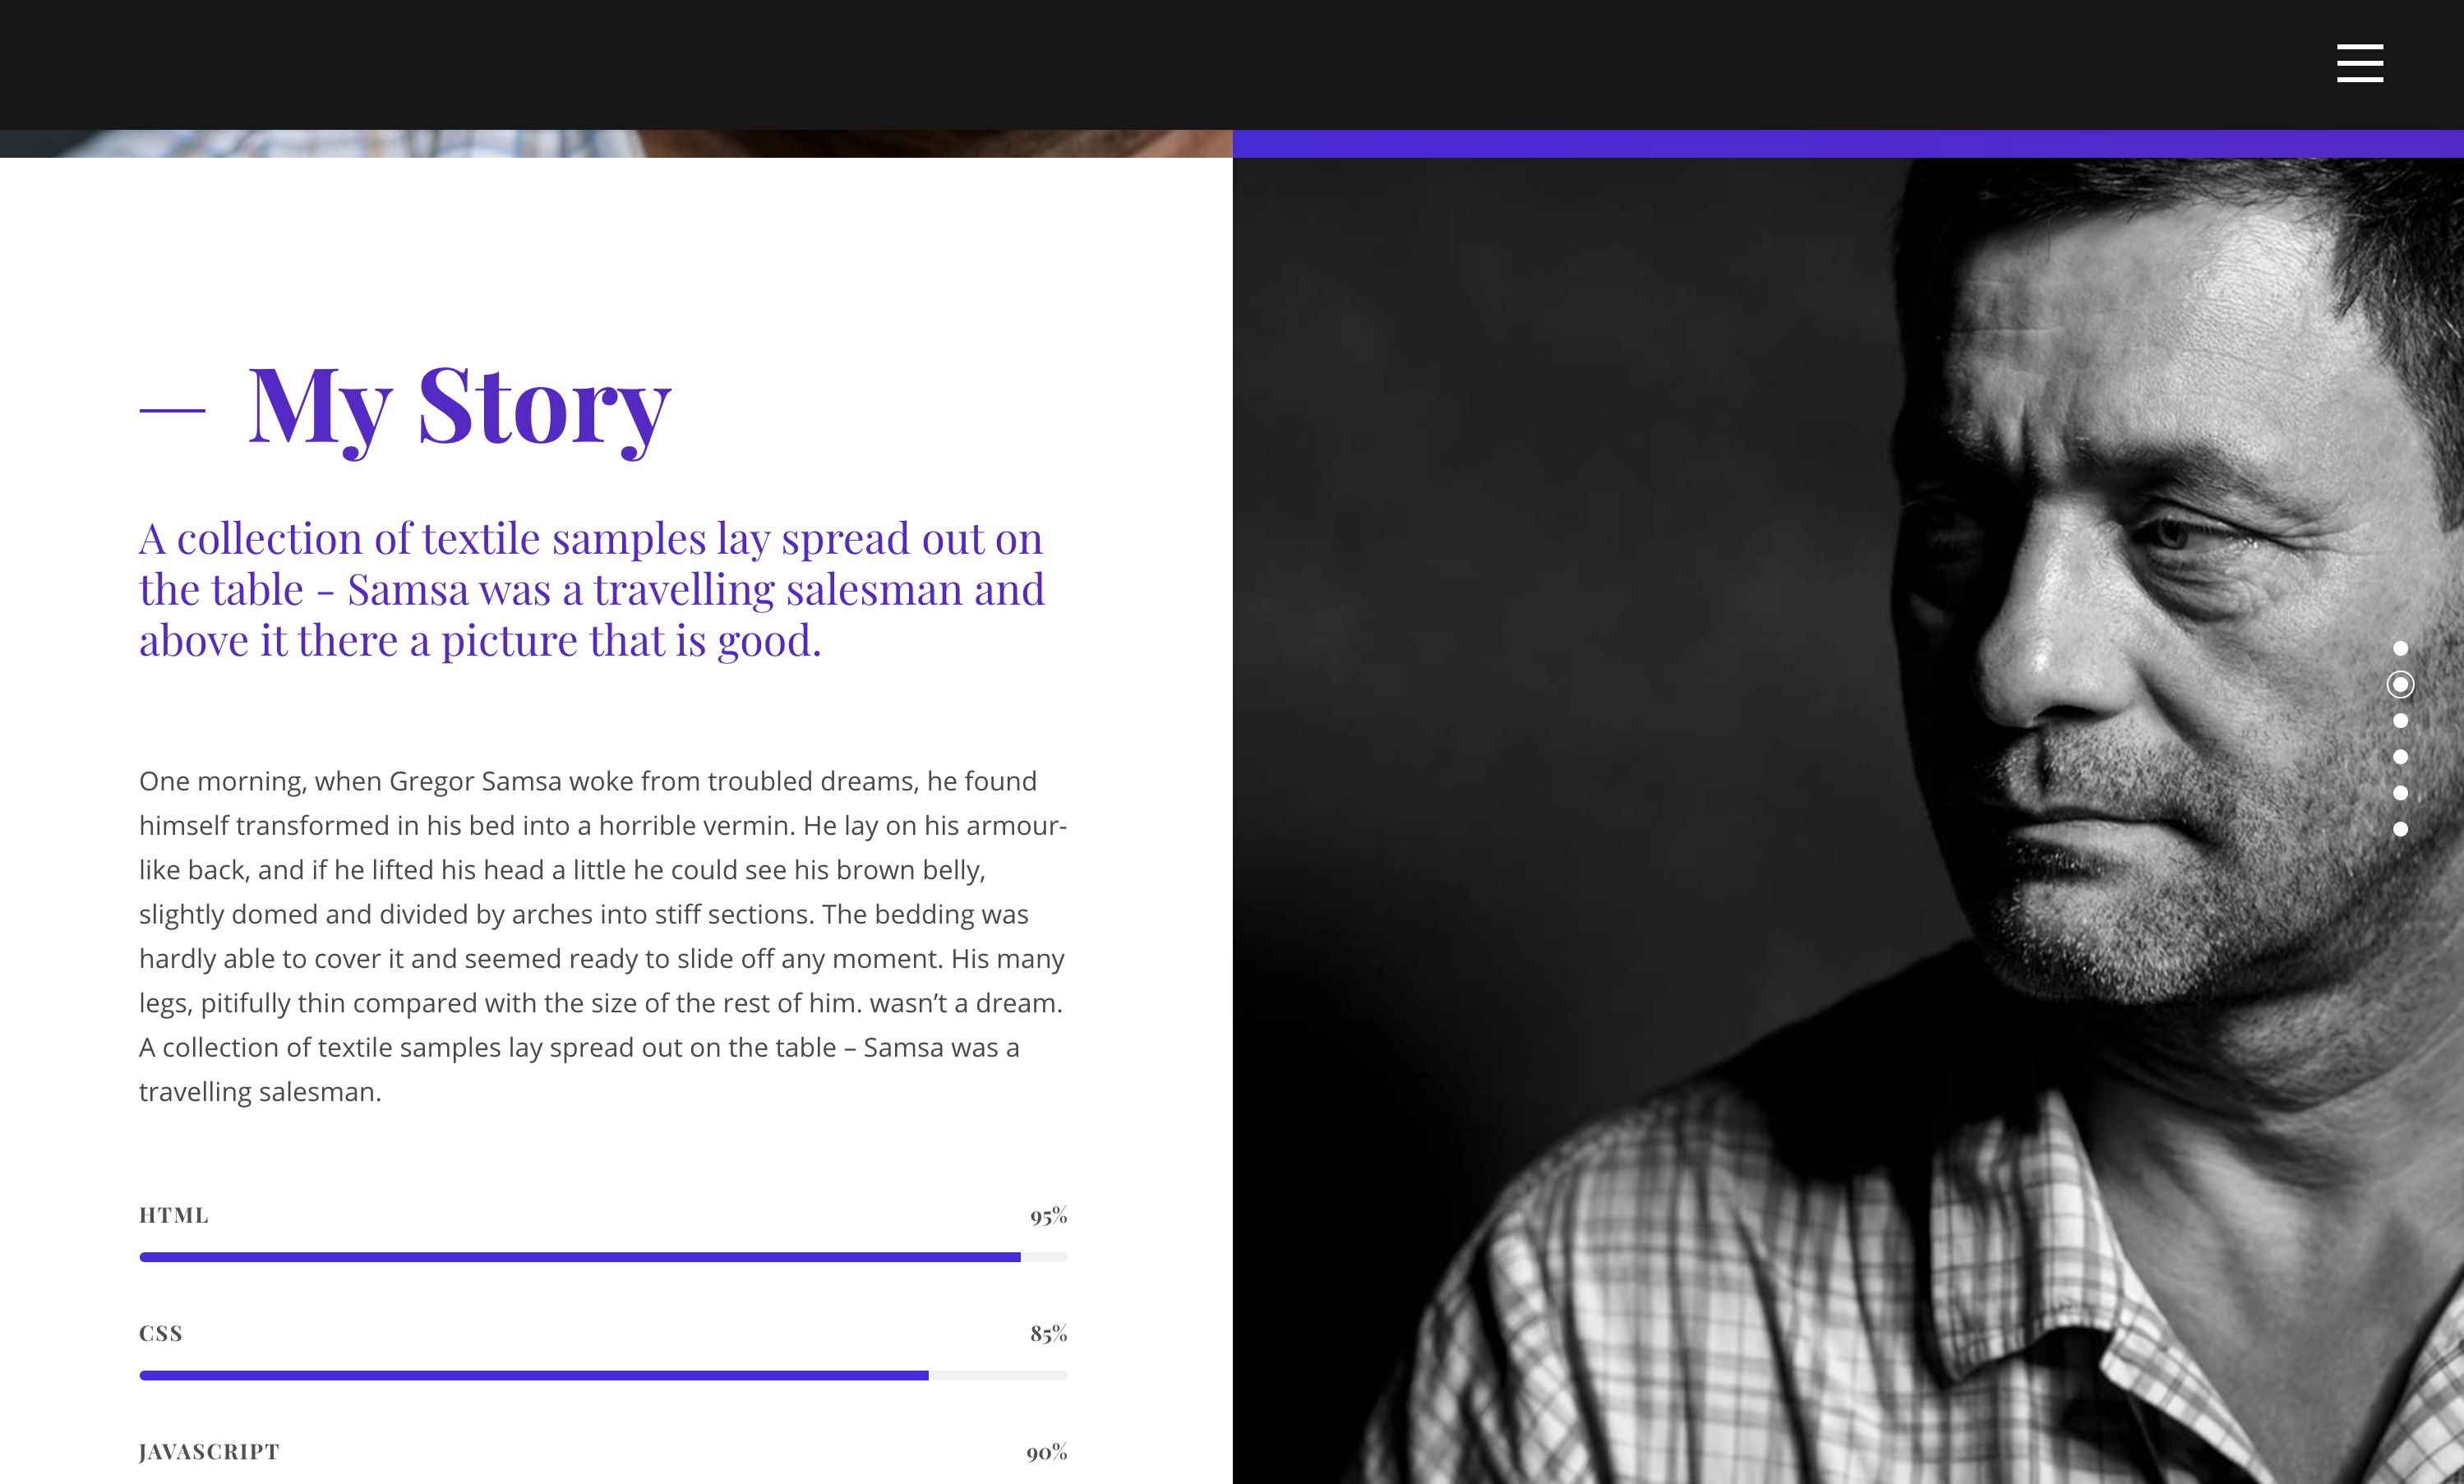 — My Story
A collection of textile samples lay spread out on
the table – Samsa was a travelling salesman and
above it there a picture that is good.
One morning, when Gregor Samsa woke from troubled dreams, he found
himself transformed in his bed into a horrible vermin. He lay on his armour-
like back, and if he lifted his head a little he could see his brown belly,
slightly domed and divided by arches into stiff sections. The bedding was
hardly able to cover it and seemed ready to slide off any moment. His many
legs, pitifully thin compared with the size of the rest of him. wasn’t a dream.
A collection of textile samples lay spread out on the table – Samsa was a
travelling salesman.
HTML 95%
CSS 85%
JAVASCRIPT 90%